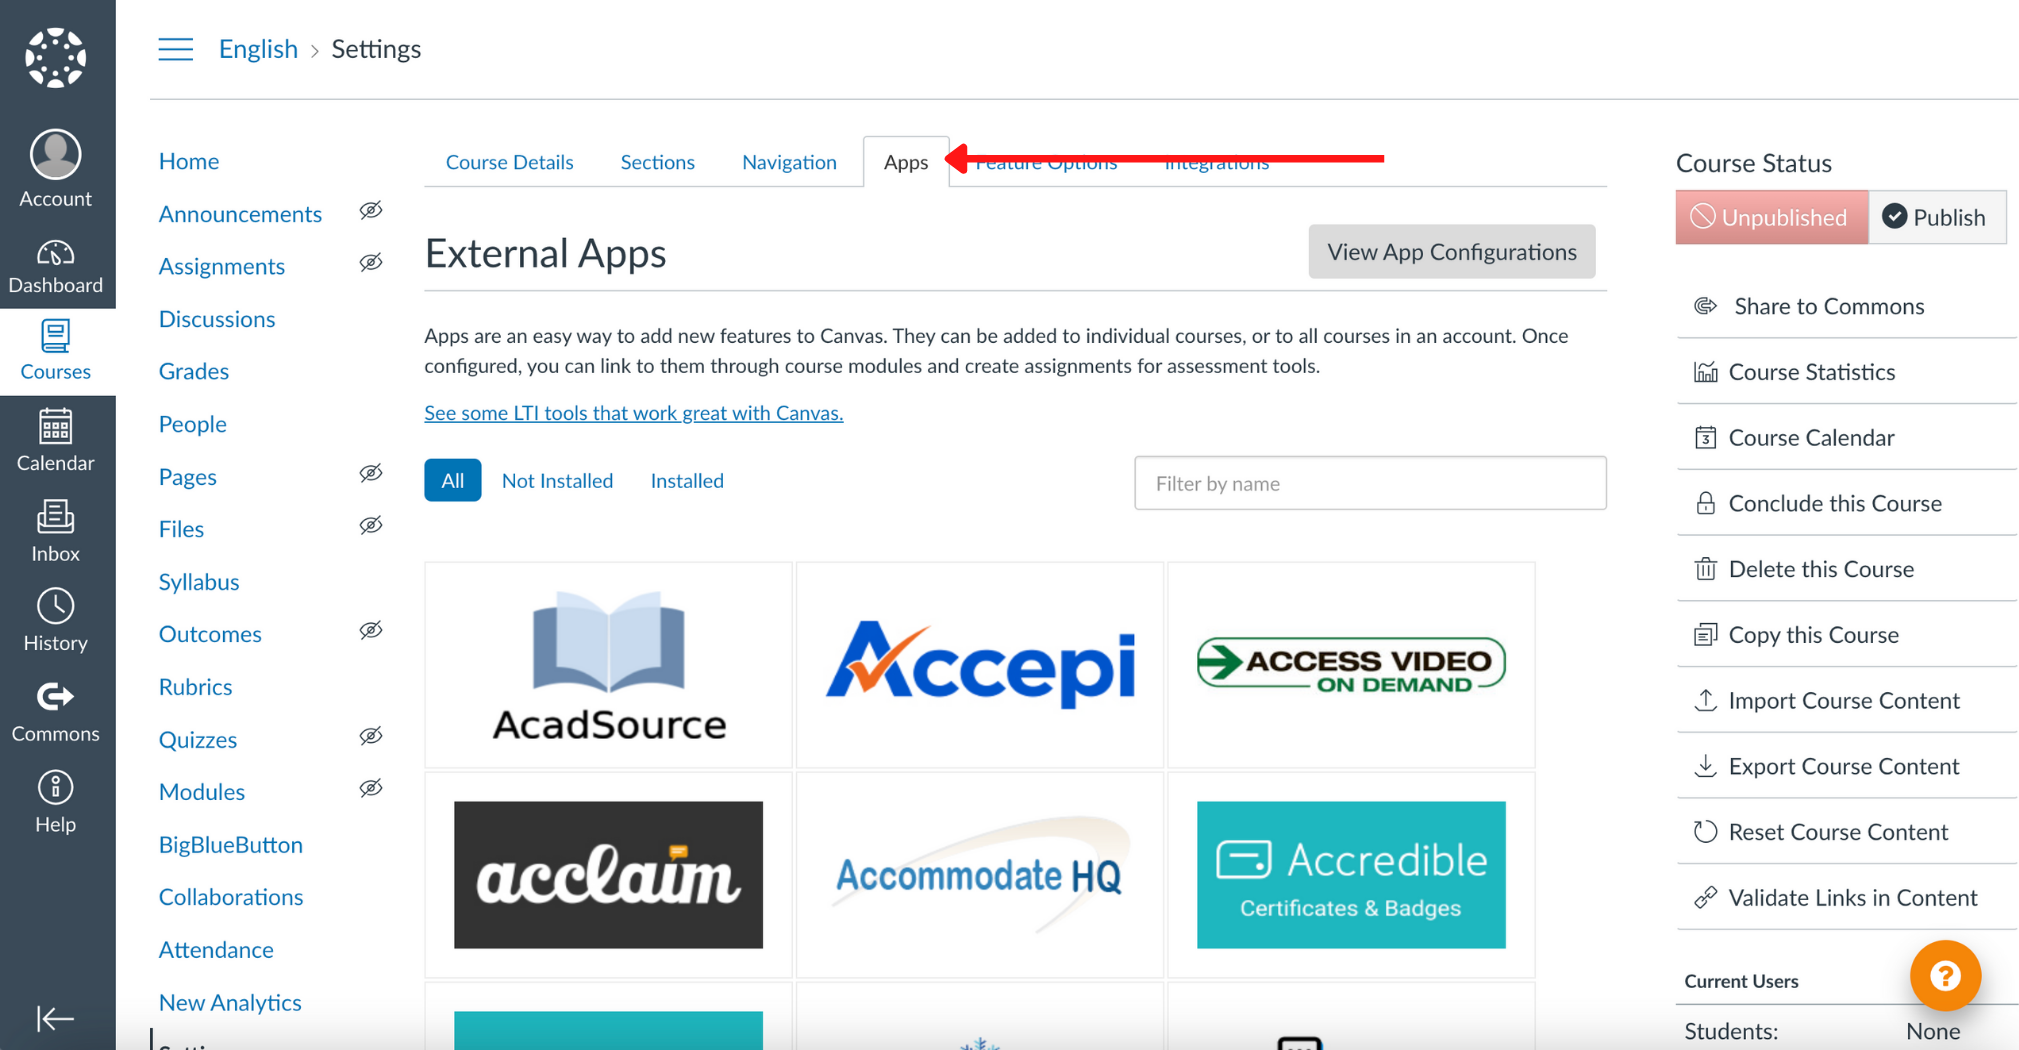 English > Settings
Account
Dashboard
Courses
Calendar
Inbox
History
Commons
Help
Home
Announcements
Assignments
Discussions
Grades
People
Pages
Files
Syllabus
Outcomes
Rubrics
Quizzes
Modules
BigBlueButton
Collaborations
Attendance
New Analytics
Course Details
Sections
Navigation
Apps
Feature Options
Integrations
External Apps
View App Configurations
Apps are an easy way to add new features to Canvas. They can be added to individual courses, or to all courses in an account. Once
configured, you can link to them through course modules and create assignments for assessment tools.
See some LTI tools that work great with Canvas.
All
Not Installed
Installed
Filter by name
AcadSource
Accepi
ACCESS VIDEO
ON DEMAND
acclaim
Accommodate HQ
Accredible
Certificates & Badges
Course Status
Unpublished
Publish
Share to Commons
Course Statistics
3
Course Calendar
Conclude this Course
Delete this Course
Copy this Course
Import Course Content
Export Course Content
Reset Course Content
Validate Links in Content
Current Users
Students:
None
?